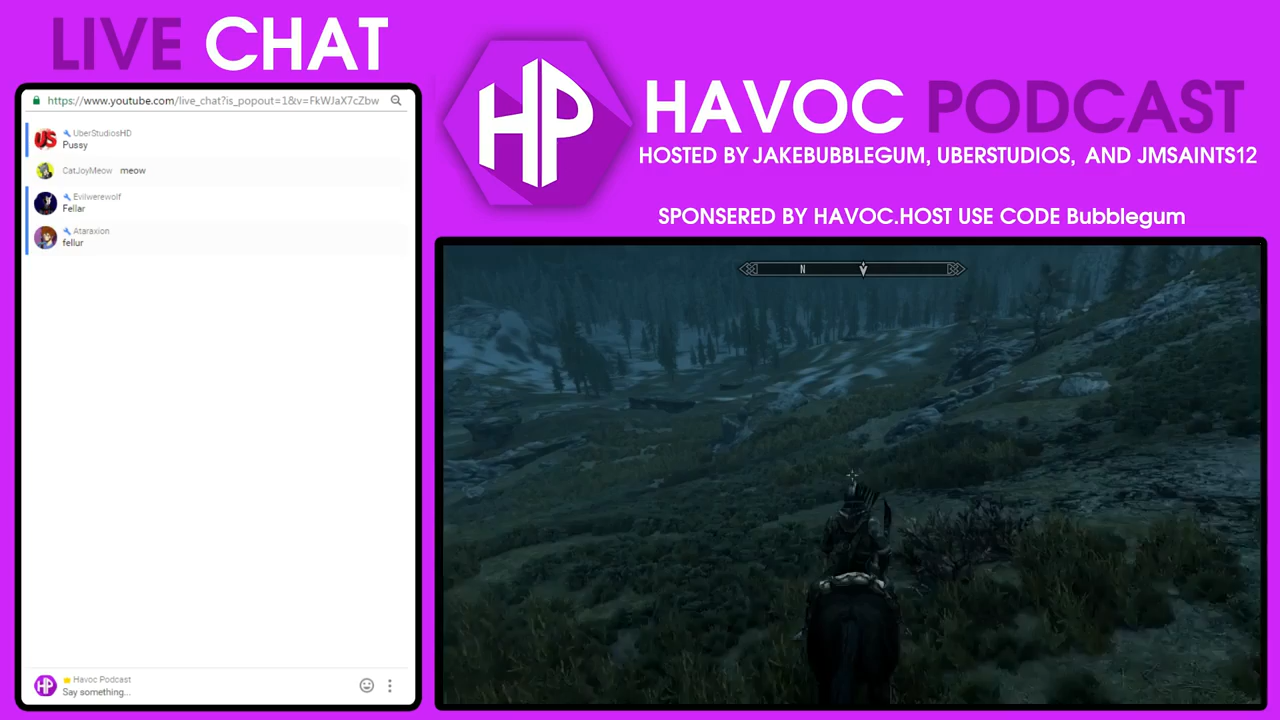 LIVE CHAT
https://www.youtube.com/live_chat?is_popout=1&v=FkWJaX7cZbw
US
UberStudiosHD
Pussy
CatJoyMeow meow
Evilwerewolf
Fellar
Ataraxion
fellur
HP
Havoc Podcast
Say something...
HP
HAVOC PODCAST
HOSTED BY JAKEBUBBLEGUM, UBERSTUDIOS, AND JMSAINTS12
SPONSERED BY HAVOC.HOST USE CODE Bubblegum
N